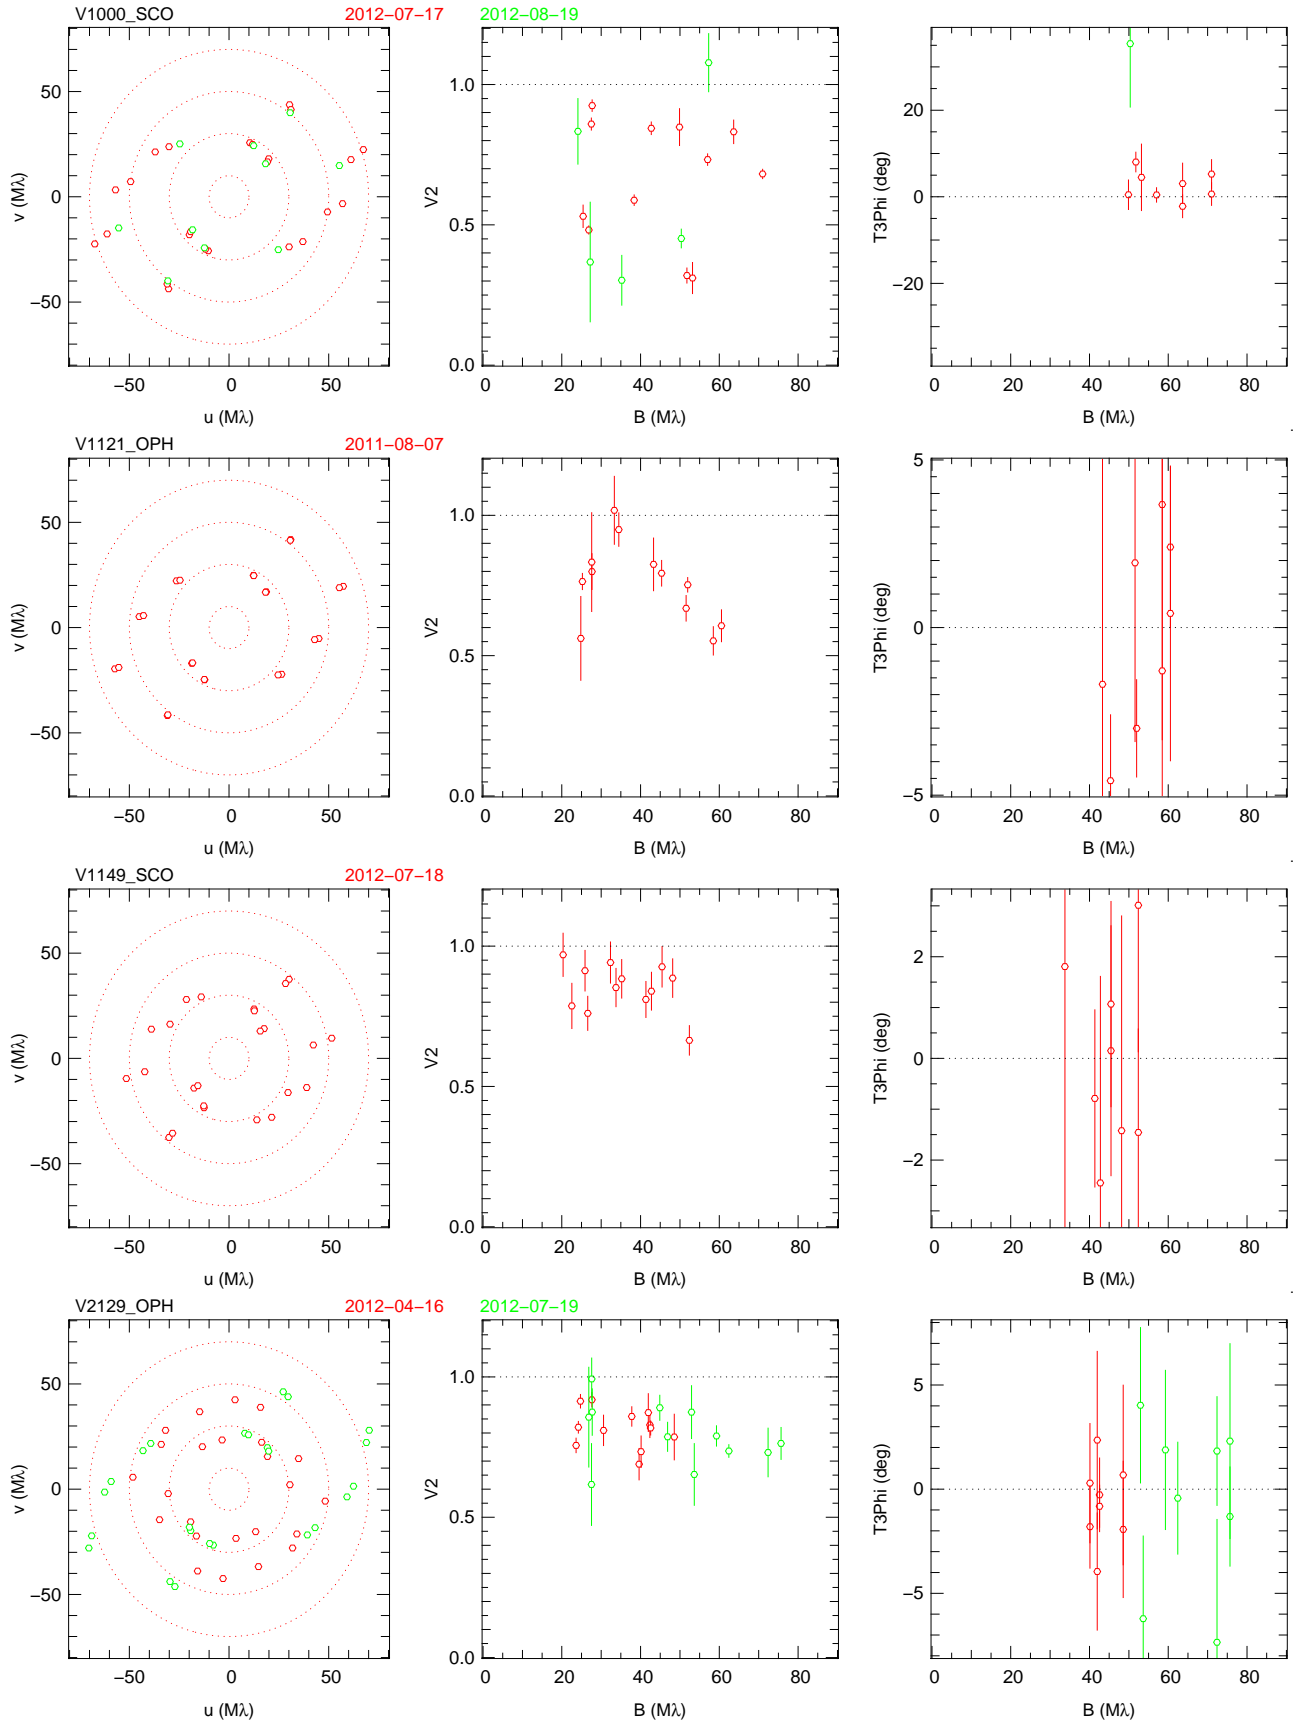 V1000_SCO 2012−07−17 2012−08−19
50
0
−50
v (Mλ)
−50 0 50
u (Mλ)
1.0
0.5
0.0
V2
0 20 40 60 80
B (Mλ)
20
0
−20
T3Phi (deg)
0 20 40 60 80
B (Mλ)
V1121_OPH 2011−08−07
50
0
−50
v (Mλ)
−50 0 50
u (Mλ)
1.0
0.5
0.0
V2
0 20 40 60 80
B (Mλ)
5
0
−5
T3Phi (deg)
0 20 40 60 80
B (Mλ)
V1149_SCO 2012−07−18
50
0
−50
v (Mλ)
−50 0 50
u (Mλ)
1.0
0.5
0.0
V2
0 20 40 60 80
B (Mλ)
2
0
−2
T3Phi (deg)
0 20 40 60 80
B (Mλ)
V2129_OPH 2012−04−16 2012−07−19
50
0
−50
v (Mλ)
−50 0 50
u (Mλ)
1.0
0.5
0.0
V2
0 20 40 60 80
B (Mλ)
5
0
−5
T3Phi (deg)
0 20 40 60 80
B (Mλ)